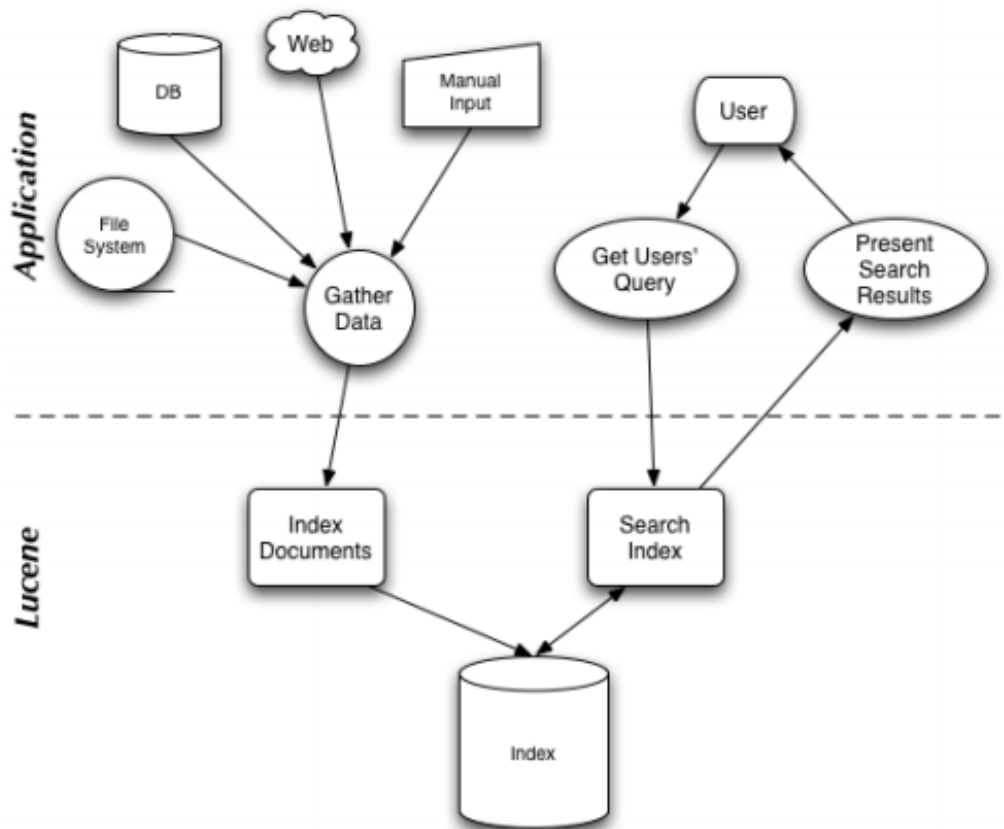 Application
DB
Web
Manual
Input
User
File
System
Gather
Data
Get Users'
Query
Present
Search
Results
Lucene
Index
Documents
Search
Index
Index